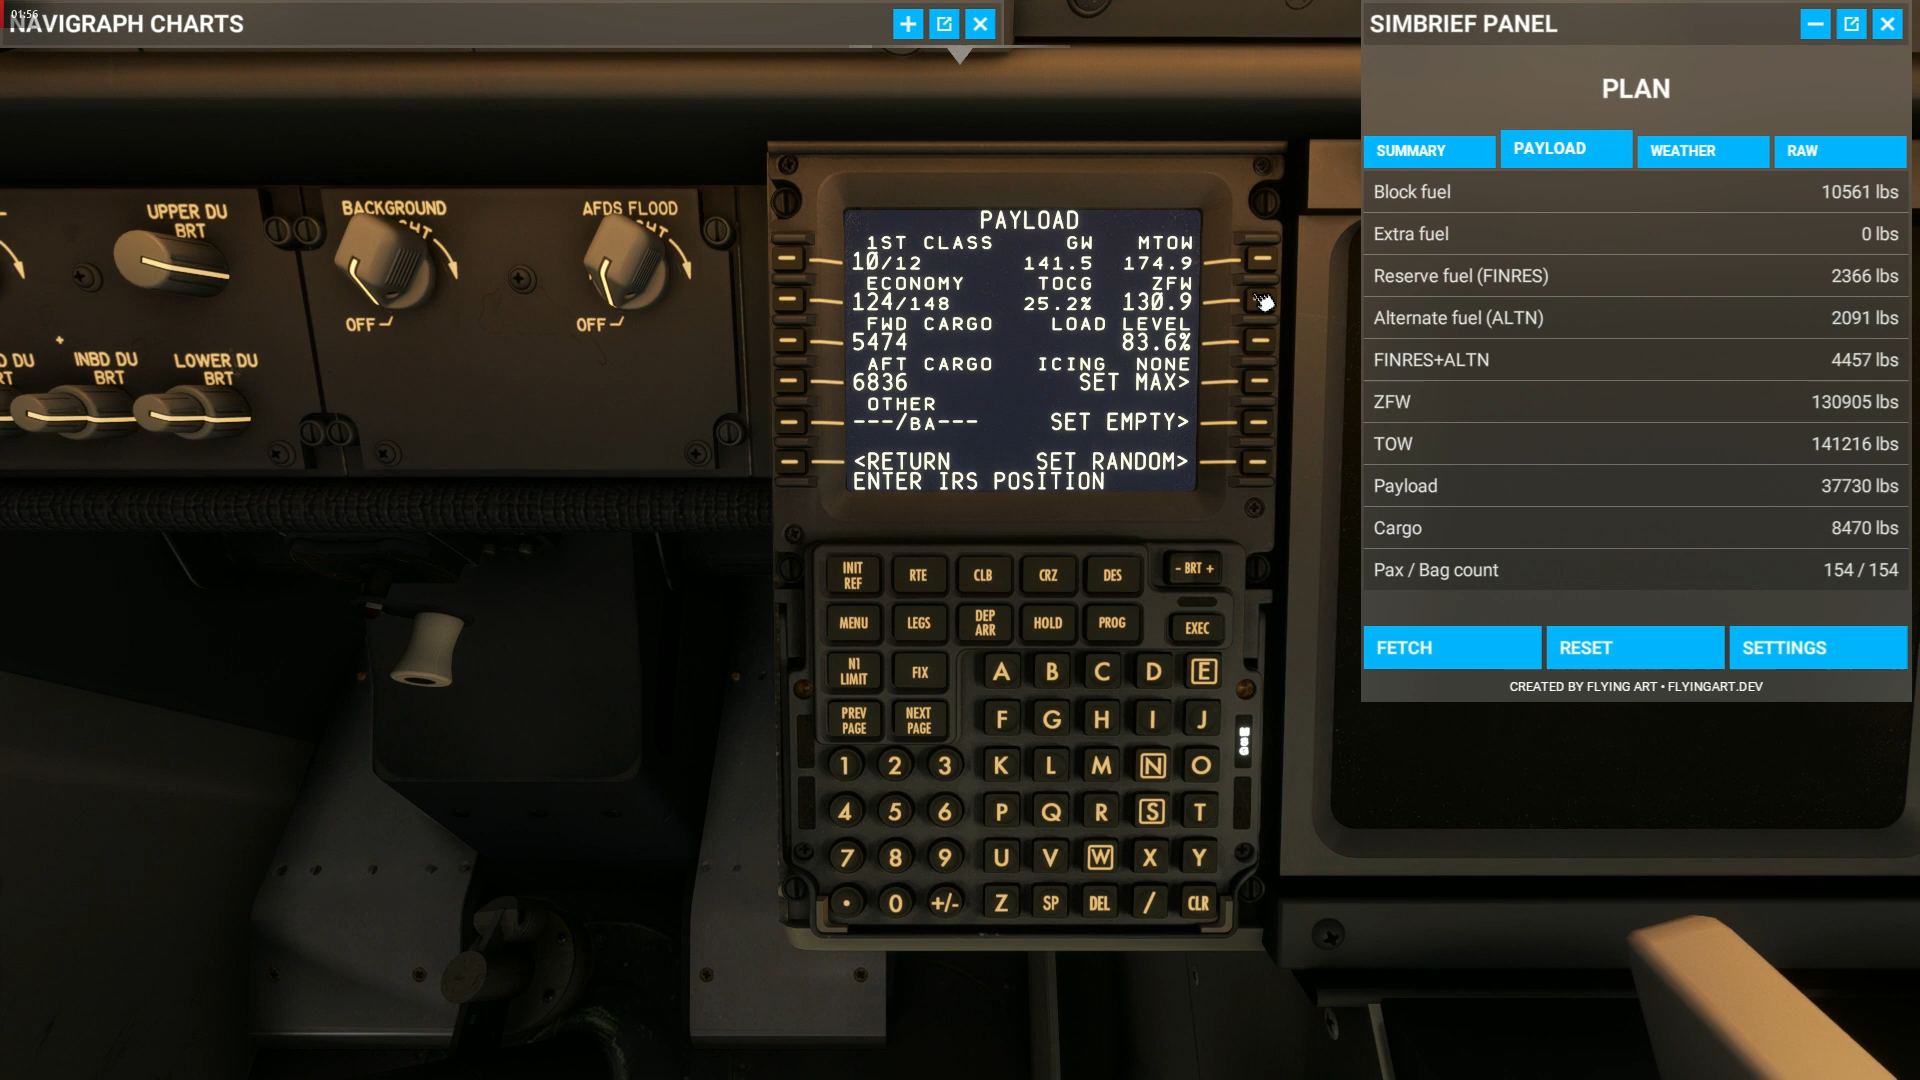 01:56
NAVIGRAPH CHARTS
SIMBRIEF PANEL
PLAN
SUMMARY PAYLOAD WEATHER RAW
Block fuel 10561 lbs
Extra fuel 0 lbs
Reserve fuel (FINRES) 2366 lbs
Alternate fuel (ALTN) 2091 lbs
FINRES+ALTN 4457 lbs
ZFW 130905 lbs
TOW 141216 lbs
Payload 37730 lbs
Cargo 8470 lbs
Pax / Bag count 154 / 154
FETCH RESET SETTINGS
CREATED BY FLYING ART • FLYINGART.DEV
UPPER DU
BRT
BACKGROUND
OFF
AFDS FLOOD
OFF
INBD DU
BRT
LOWER DU
BRT
PAYLOAD
1ST CLASS GW MTOW
10/12 141.5 174.9
ECONOMY TOCG ZFW
124/148 25.2% 130.9
FWD CARGO LOAD LEVEL
5474 83.6%
AFT CARGO ICING NONE
6836 SET MAX>
OTHER
---/BA--- SET EMPTY>
<RETURN SET RANDOM>
ENTER IRS POSITION
INIT
REF
RTE
CLB
CRZ
DES
- BRT +
MENU
LEGS
DEP
ARR
HOLD
PROG
EXEC
N1
LIMIT
FIX
PREV
PAGE
NEXT
PAGE
A B C D E
F G H I J
K L M N O
P Q R S T
U V W X Y
Z SP DEL / CLR
1 2 3
4 5 6
7 8 9
. 0 +/-
MSG